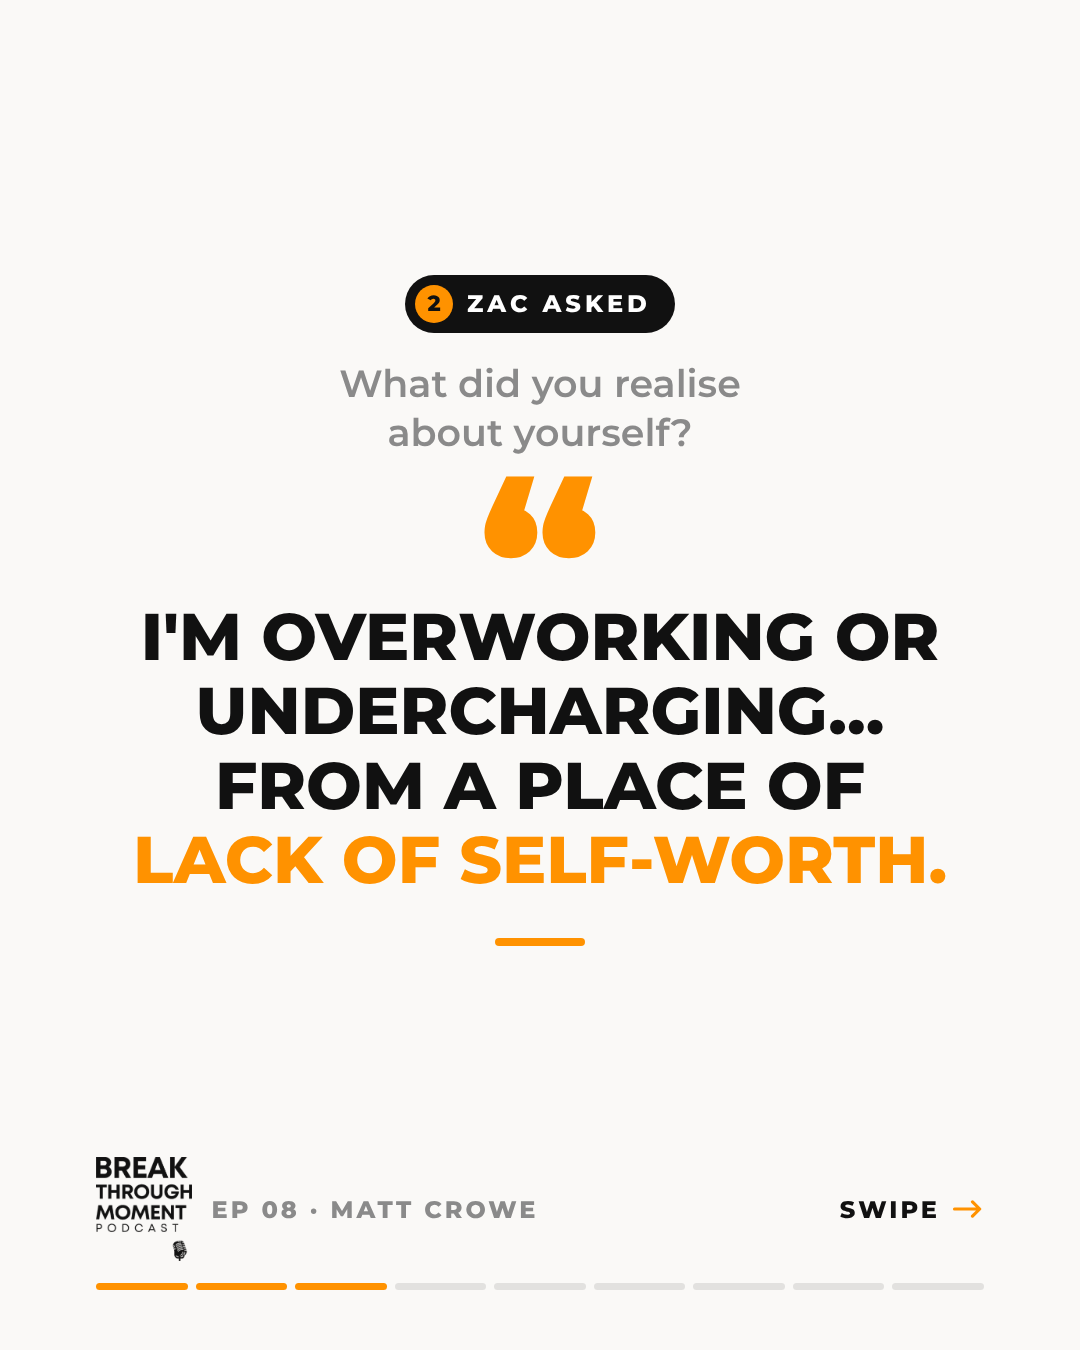 2 ZAC ASKED
What did you realise
about yourself?
“
I'M OVERWORKING OR
UNDERCHARGING...
FROM A PLACE OF
LACK OF SELF-WORTH.
BREAK
THROUGH
MOMENT
PODCAST
EP 08 · MATT CROWE
SWIPE →